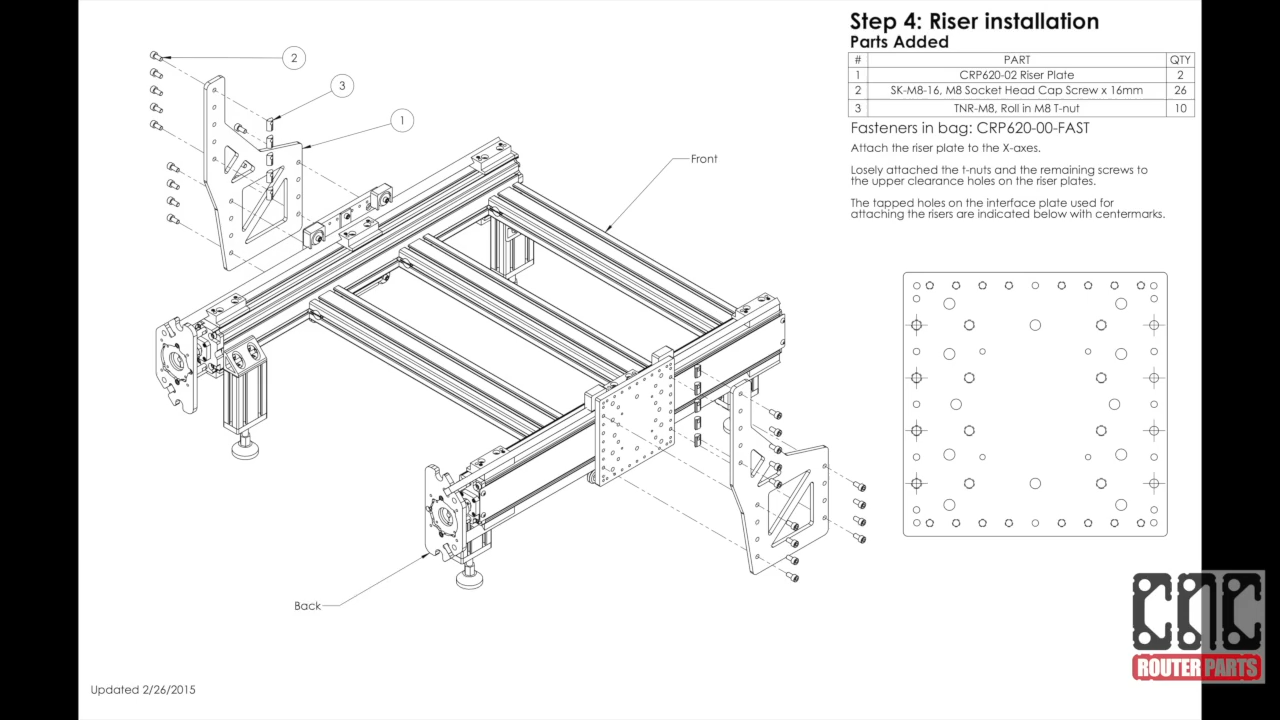 Step 4: Riser installation
Parts Added
# PART QTY
1 CRP620-02 Riser Plate 2
2 SK-M8-16, M8 Socket Head Cap Screw x 16mm 26
3 TNR-M8, Roll in M8 T-nut 10
Fasteners in bag: CRP620-00-FAST
Attach the riser plate to the X-axes.
Losely attached the t-nuts and the remaining screws to
the upper clearance holes on the riser plates.
The tapped holes on the interface plate used for
attaching the risers are indicated below with centermarks.
2
3
1
Front
Back
CNC
ROUTER PARTS
Updated 2/26/2015